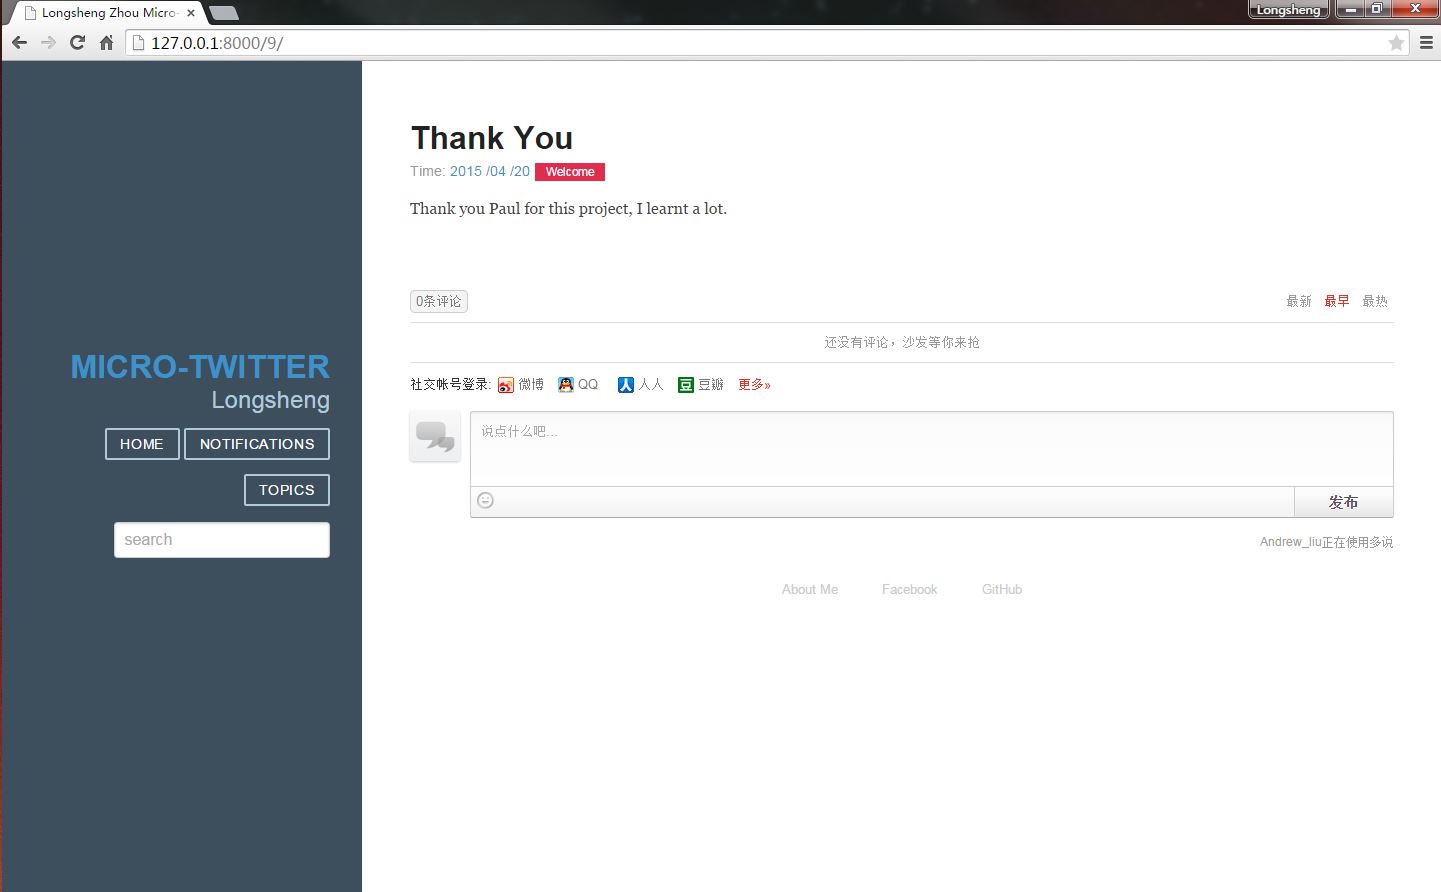 Longsheng Zhou Micro-
Longsheng
127.0.0.1:8000/9/
MICRO-TWITTER
Longsheng
HOME NOTIFICATIONS
TOPICS
search
Thank You
Time: 2015 /04 /20 Welcome
Thank you Paul for this project, I learnt a lot.
0条评论 最新 最早 最热
还没有评论，沙发等你来抢
社交帐号登录: 微博 QQ 人人 豆瓣 更多»
说点什么吧...
发布
Andrew_liu正在使用多说
About Me Facebook GitHub